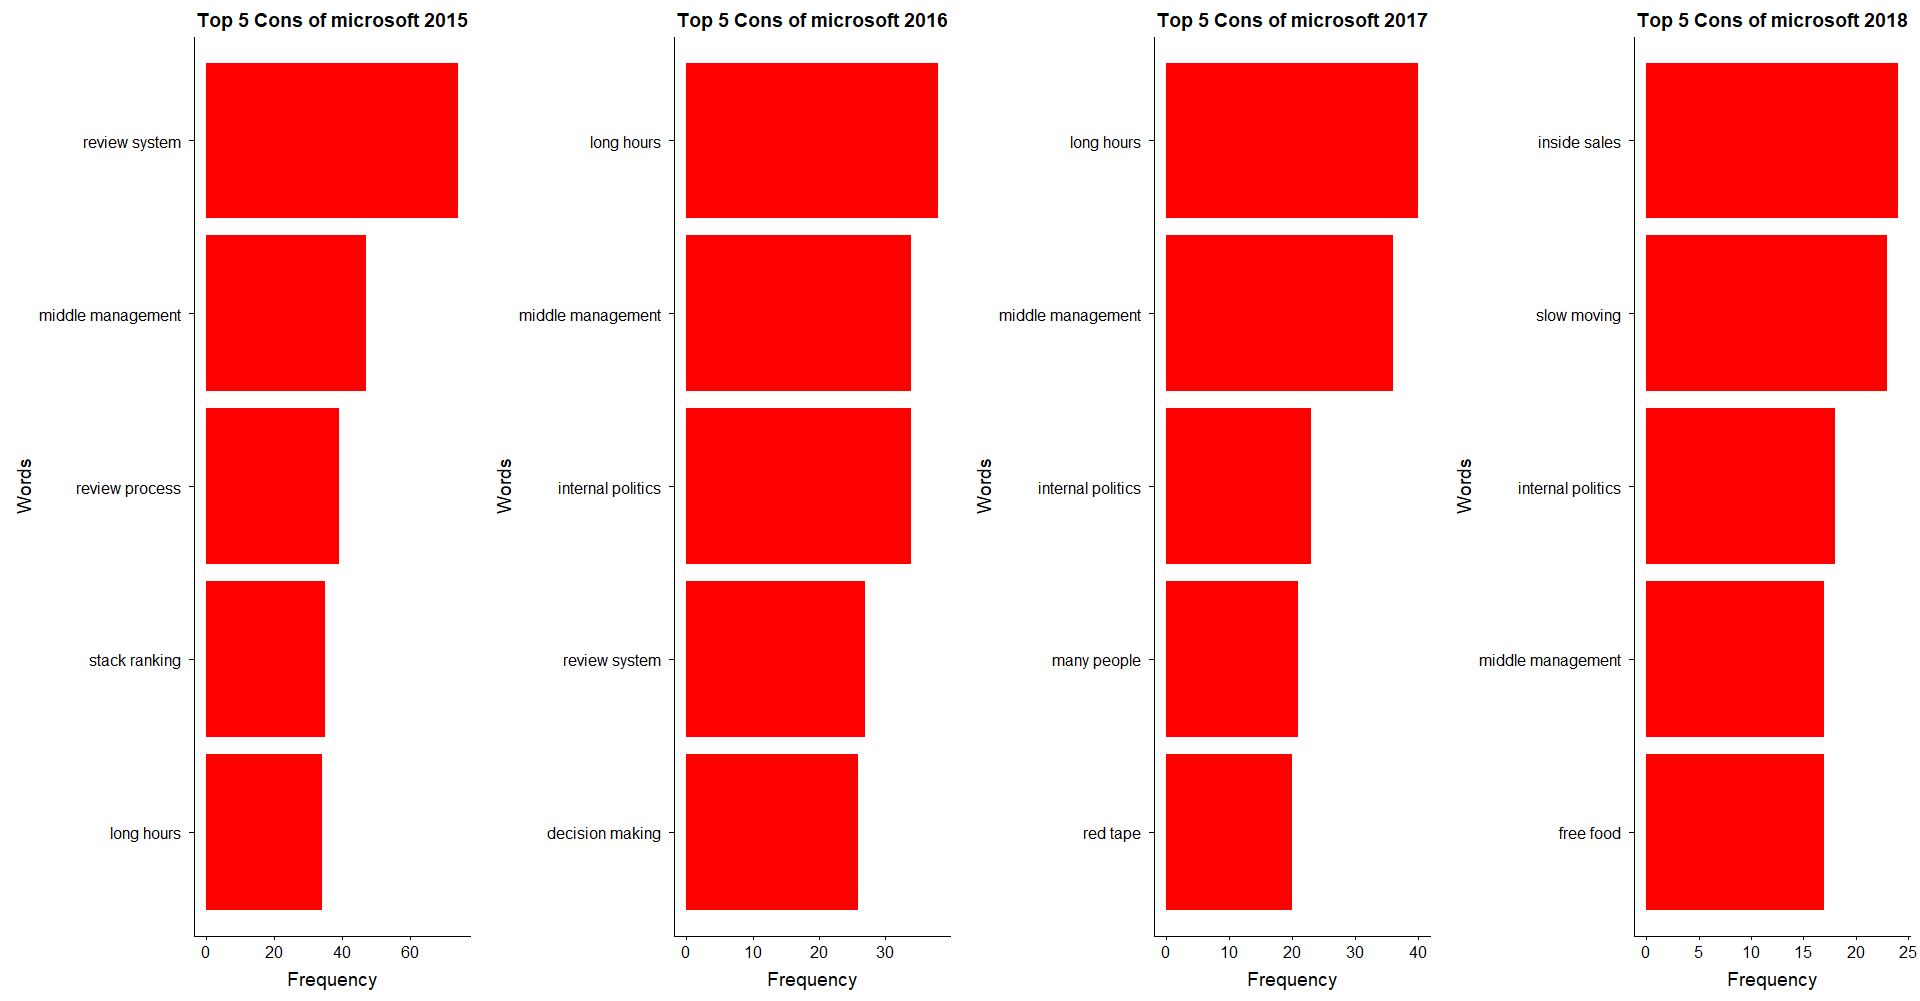 Top 5 Cons of microsoft 2015
Words
review system
middle management
review process
stack ranking
long hours
0 20 40 60
Frequency
Top 5 Cons of microsoft 2016
Words
long hours
middle management
internal politics
review system
decision making
0 10 20 30
Frequency
Top 5 Cons of microsoft 2017
Words
long hours
middle management
internal politics
many people
red tape
0 10 20 30 40
Frequency
Top 5 Cons of microsoft 2018
Words
inside sales
slow moving
internal politics
middle management
free food
0 5 10 15 20 25
Frequency